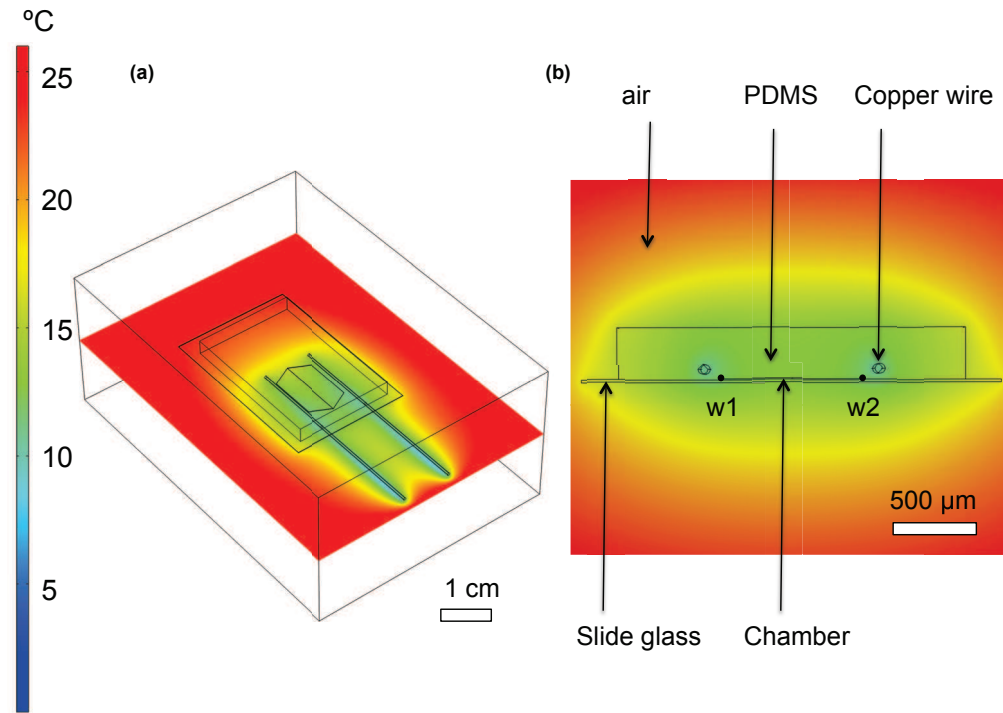 ºC
25
20
15
10
5
(a)
1 cm
(b)
air
PDMS
Copper wire
w1
w2
500 µm
Slide glass
Chamber